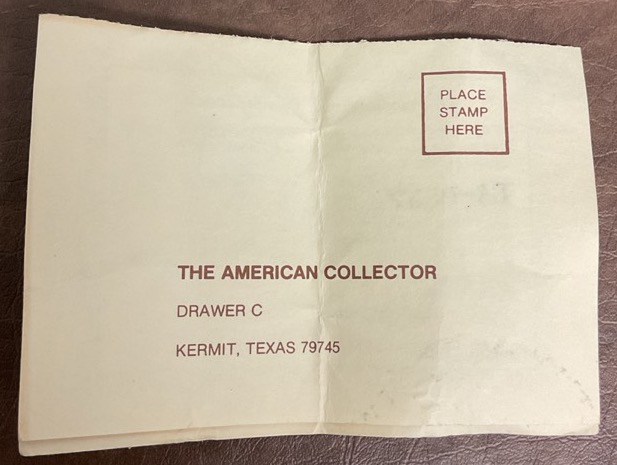 PLACE
STAMP
HERE
THE AMERICAN COLLECTOR
DRAWER C
KERMIT, TEXAS 79745